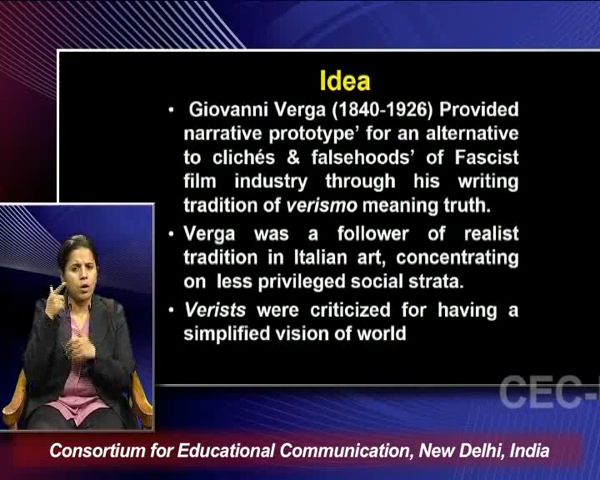 Idea
• Giovanni Verga (1840-1926) Provided
narrative prototype' for an alternative
to clichés & falsehoods' of Fascist
film industry through his writing
tradition of verismo meaning truth.
• Verga was a follower of realist
tradition in Italian art, concentrating
on less privileged social strata.
• Verists were criticized for having a
simplified vision of world
CEC-
Consortium for Educational Communication, New Delhi, India